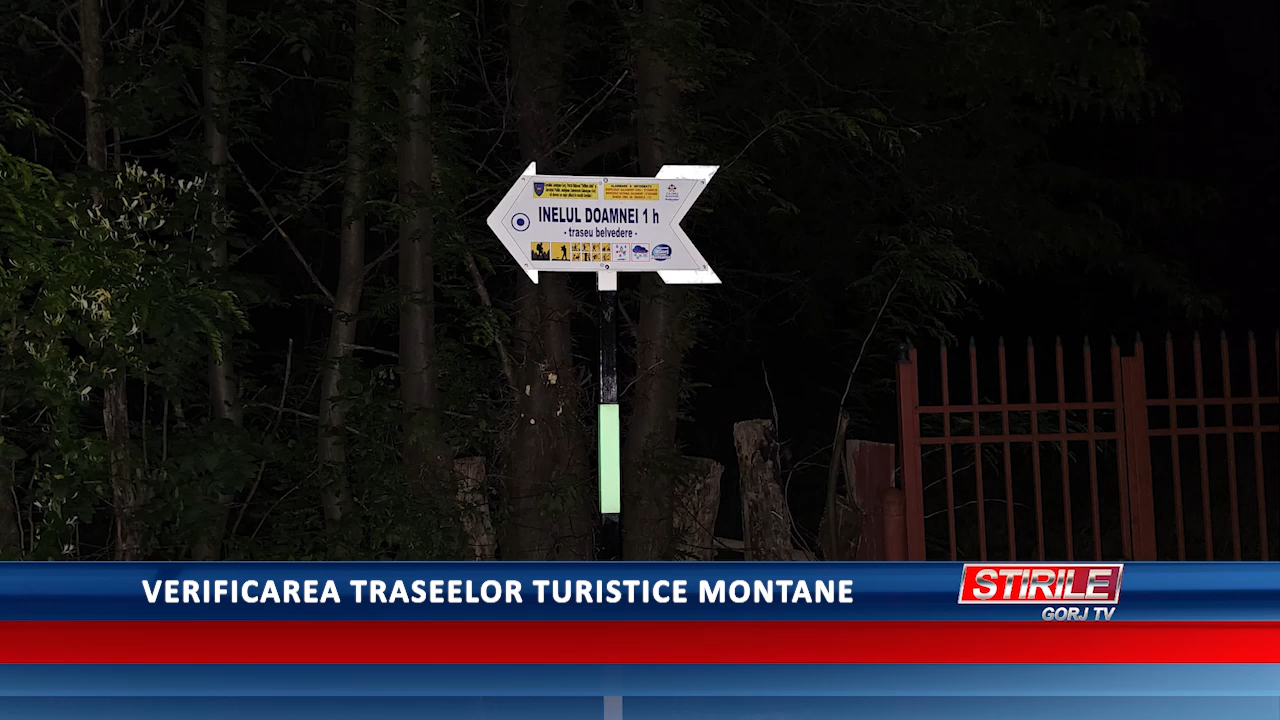 INELUL DOAMNEI 1 h
- traseu belvedere -
VERIFICAREA TRASEELOR TURISTICE MONTANE
STIRILE
GORJ TV